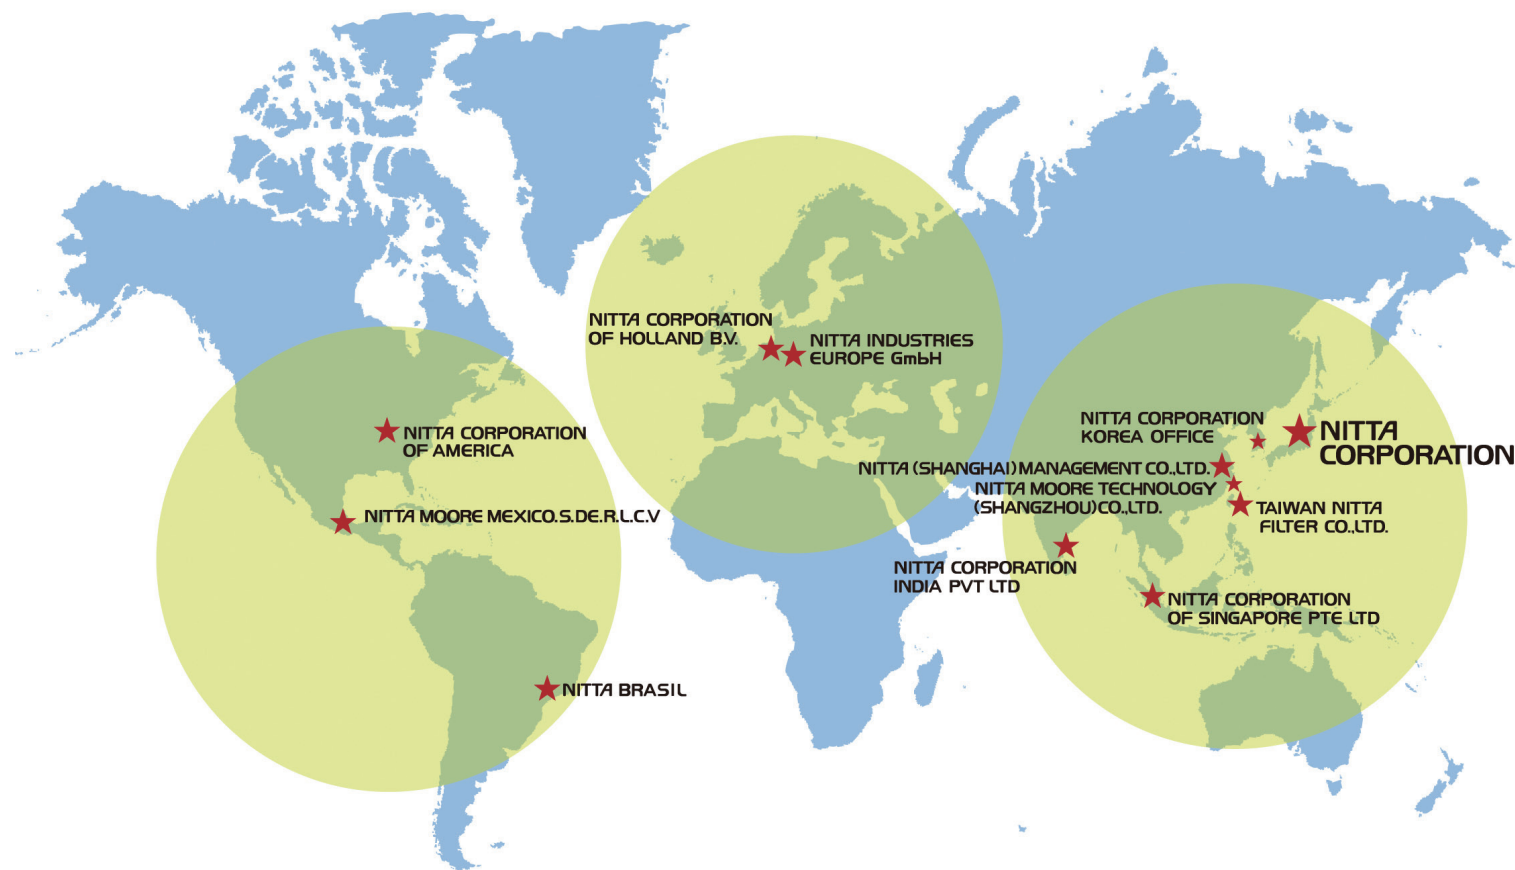 NITTA CORPORATION
OF HOLLAND B.V.
NITTA INDUSTRIES
EUROPE GmbH
NITTA CORPORATION
OF AMERICA
NITTA MOORE MEXICO.S.DE.R.L.C.V
NITTA BRASIL
NITTA CORPORATION
KOREA OFFICE
NITTA
CORPORATION
NITTA (SHANGHAI) MANAGEMENT CO.,LTD.
NITTA MOORE TECHNOLOGY
(SHANGZHOU)CO.,LTD.
TAIWAN NITTA
FILTER CO.,LTD.
NITTA CORPORATION
INDIA PVT LTD
NITTA CORPORATION
OF SINGAPORE PTE LTD